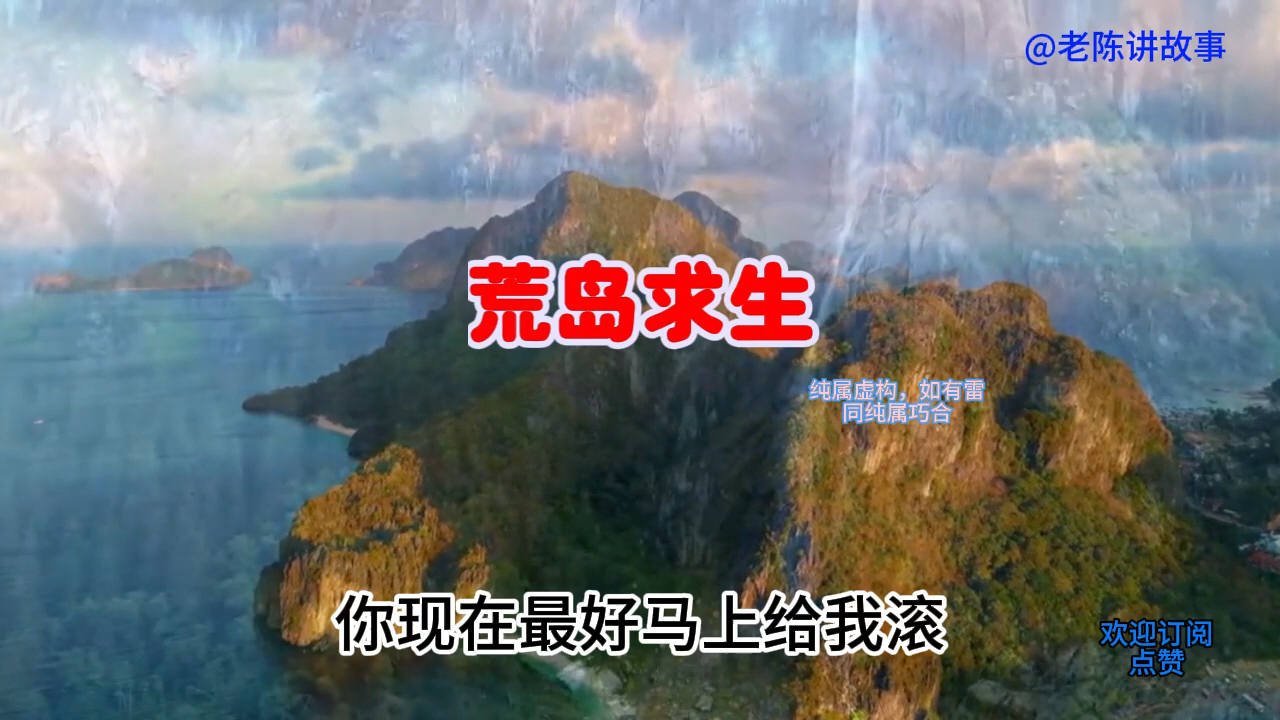 @老陈讲故事
荒岛求生
纯属虚构，如有雷
同纯属巧合
你现在最好马上给我滚
欢迎订阅
点赞